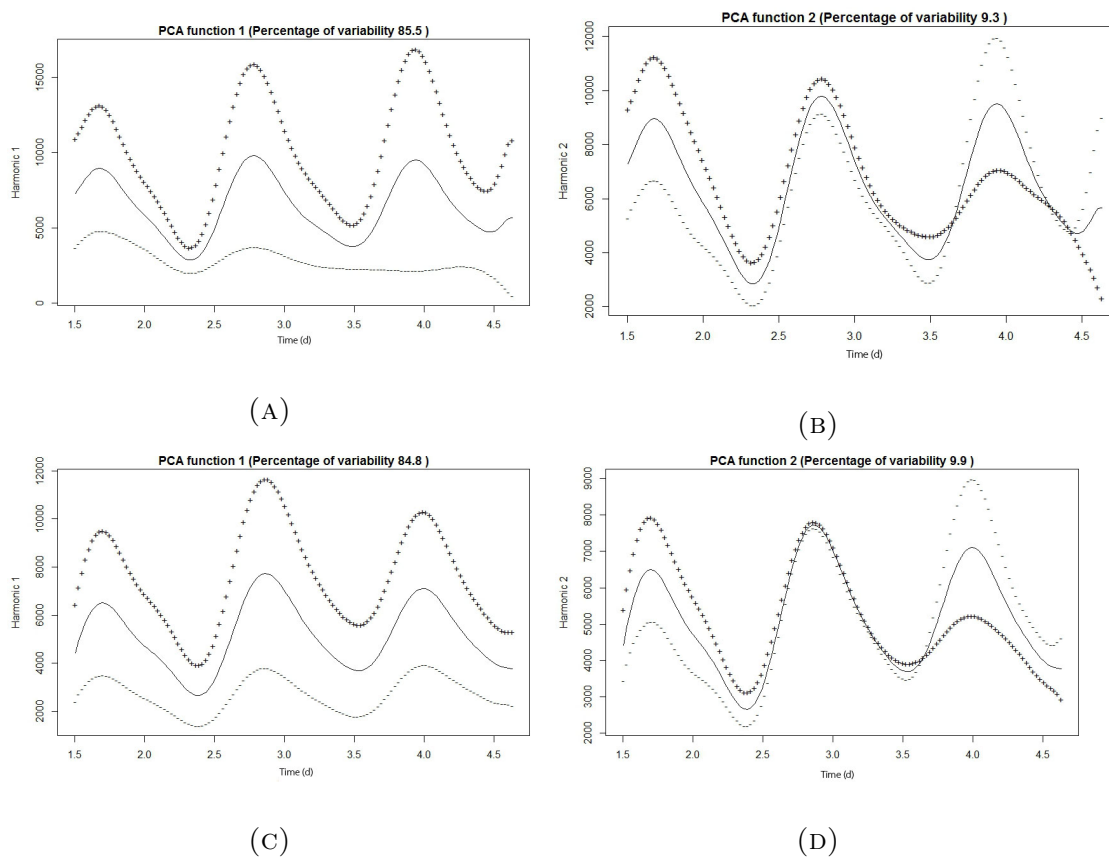 PCA function 1 (Percentage of variability 85.5 )
Harmonic 1
0 5000 10000 15000
1.5 2.0 2.5 3.0 3.5 4.0 4.5
Time (d)
(A)
PCA function 2 (Percentage of variability 9.3 )
Harmonic 2
2000 4000 6000 8000 10000 12000
1.5 2.0 2.5 3.0 3.5 4.0 4.5
Time (d)
(B)
PCA function 1 (Percentage of variability 84.8 )
Harmonic 1
2000 4000 6000 8000 10000 12000
1.5 2.0 2.5 3.0 3.5 4.0 4.5
Time (d)
(C)
PCA function 2 (Percentage of variability 9.9 )
Harmonic 2
2000 3000 4000 5000 6000 7000 8000 9000
1.5 2.0 2.5 3.0 3.5 4.0 4.5
Time (d)
(D)